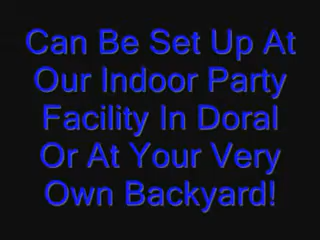 Can Be Set Up At
Our Indoor Party
Facility In Doral
Or At Your Very
Own Backyard!